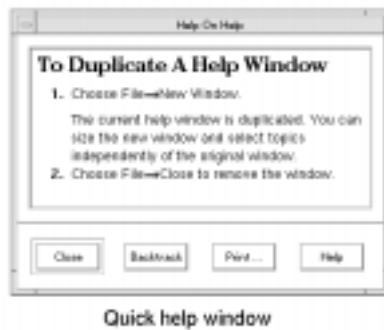 Help On Help
To Duplicate A Help Window
1. Choose File→New Window.
The current help window is duplicated. You can
size the new window and select topics
independently of the original window.
2. Choose File→Close to remove the window.
Close Backtrack Print... Help
Quick help window